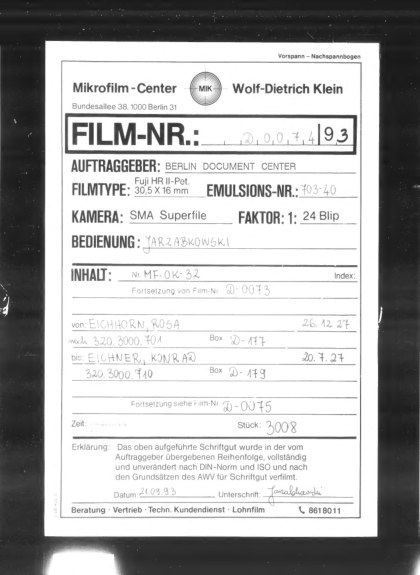 Vorspann – Nachspannbogen
Mikrofilm-Center MIK Wolf-Dietrich Klein
Bundesallee 38, 1000 Berlin 31
FILM-NR.: D 0 0 7 4 | 9 3
AUFTRAGGEBER: BERLIN DOCUMENT CENTER
FILMTYPE: Fuji HR II-Pet. 30,5 X 16 mm EMULSIONS-NR.: 703-40
KAMERA: SMA Superfile FAKTOR: 1: 24 Blip
BEDIENUNG: JARZABKOWSKI
INHALT: Nr. MF-OK-32 Index:
Fortsetzung von Film-Nr. D-0073
von: EICHHORN, ROSA 26.12.27
nach 320.3000.701 Box D-177
bis: EICHNER, KONRAD 20.7.27
320.3000.710 Box D-179
Fortsetzung siehe Film-Nr. D-0075
Zeit: Stück: 3008
Erklärung: Das oben aufgeführte Schriftgut wurde in der vom
Auftraggeber übergebenen Reihenfolge, vollständig
und unverändert nach DIN-Norm und ISO und nach
den Grundsätzen des AWV für Schriftgut verfilmt.
Datum 21.09.93 Unterschrift:
Beratung · Vertrieb · Techn. Kundendienst · Lohnfilm 8618011